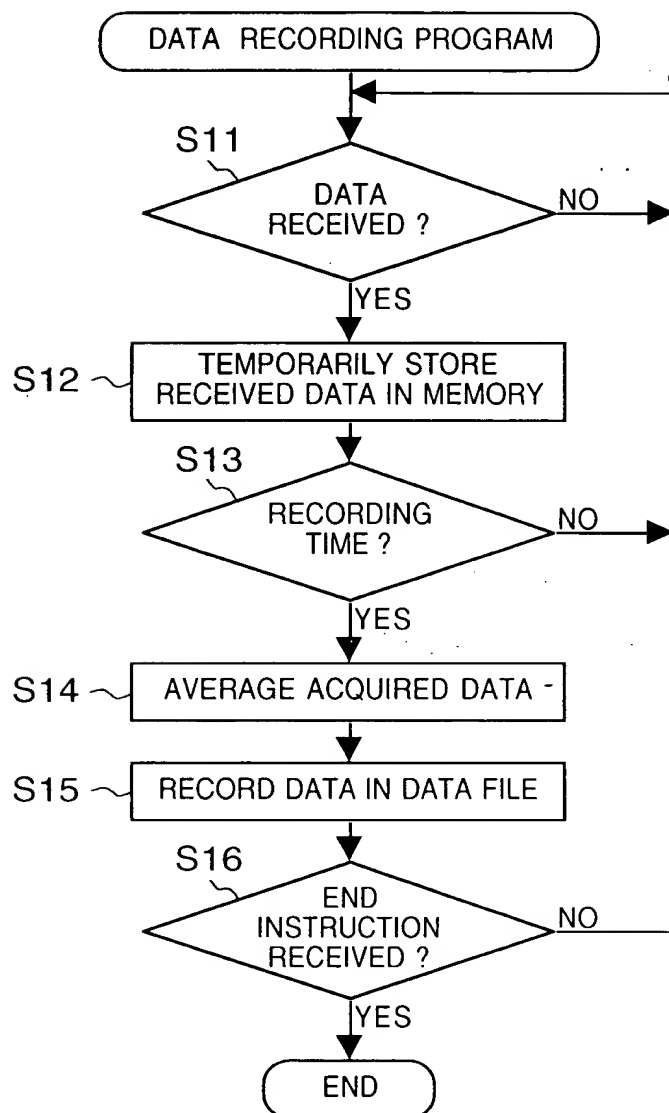 DATA RECORDING PROGRAM
S11
DATA
RECEIVED ?
NO
YES
S12
TEMPORARILY STORE
RECEIVED DATA IN MEMORY
S13
RECORDING
TIME ?
NO
YES
S14
AVERAGE ACQUIRED DATA
S15
RECORD DATA IN DATA FILE
S16
END
INSTRUCTION
RECEIVED ?
NO
YES
END